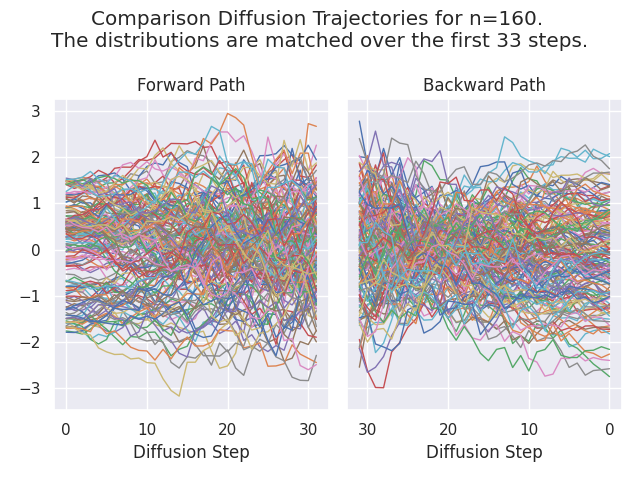 Comparison Diffusion Trajectories for n=160.
The distributions are matched over the first 33 steps.
Forward Path
Backward Path
3
2
1
0
−1
−2
−3
0 10 20 30
30 20 10 0
Diffusion Step
Diffusion Step